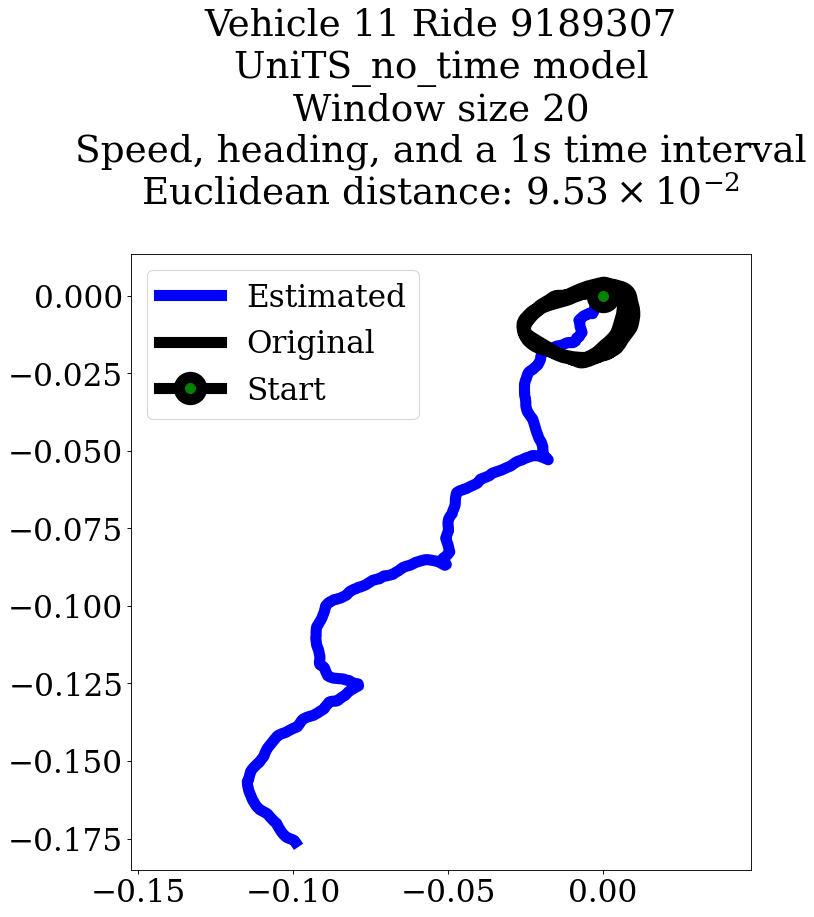 Vehicle 11 Ride 9189307
UniTS_no_time model
Window size 20
Speed, heading, and a 1s time interval
Euclidean distance: 9.53 × 10⁻²
Estimated
Original
Start
0.000
−0.025
−0.050
−0.075
−0.100
−0.125
−0.150
−0.175
−0.15 −0.10 −0.05 0.00